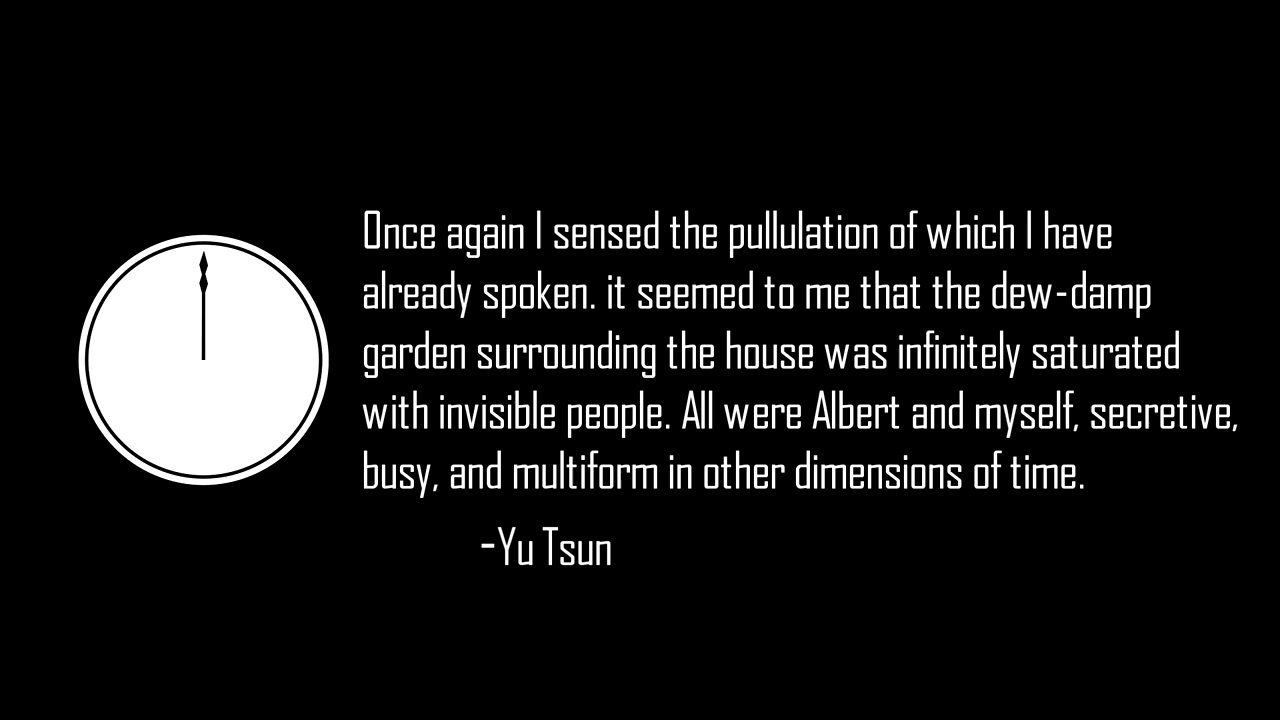 Once again I sensed the pullulation of which I have
already spoken. it seemed to me that the dew-damp
garden surrounding the house was infinitely saturated
with invisible people. All were Albert and myself, secretive,
busy, and multiform in other dimensions of time.
-Yu Tsun